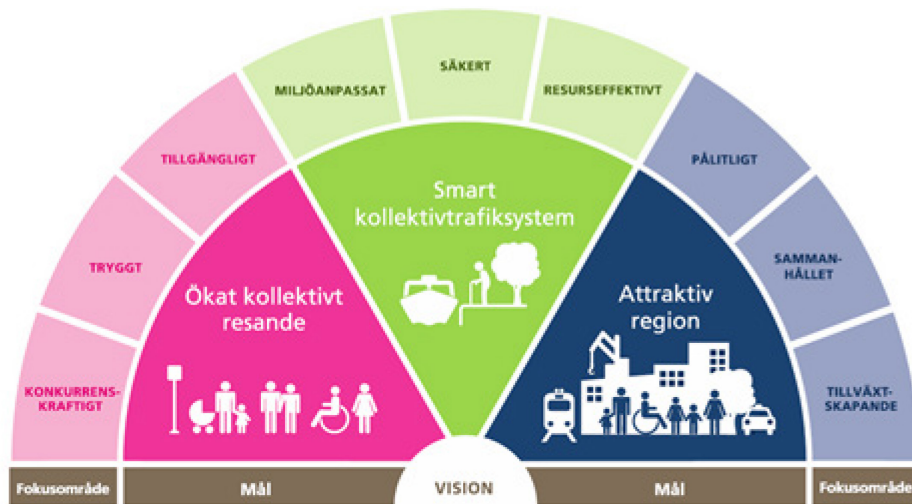 MILJÖANPASSAT
SÄKERT
RESURSEFFEKTIVT
TILLGÄNGLIGT
PÅLITLIGT
TRYGGT
SAMMAN-
HÅLLET
KONKURRENS-
KRAFTIGT
TILLVÄXT-
SKAPANDE
Smart
kollektivtrafiksystem
Ökat kollektivt
resande
Attraktiv
region
Fokusområde
Mål
VISION
Mål
Fokusområde